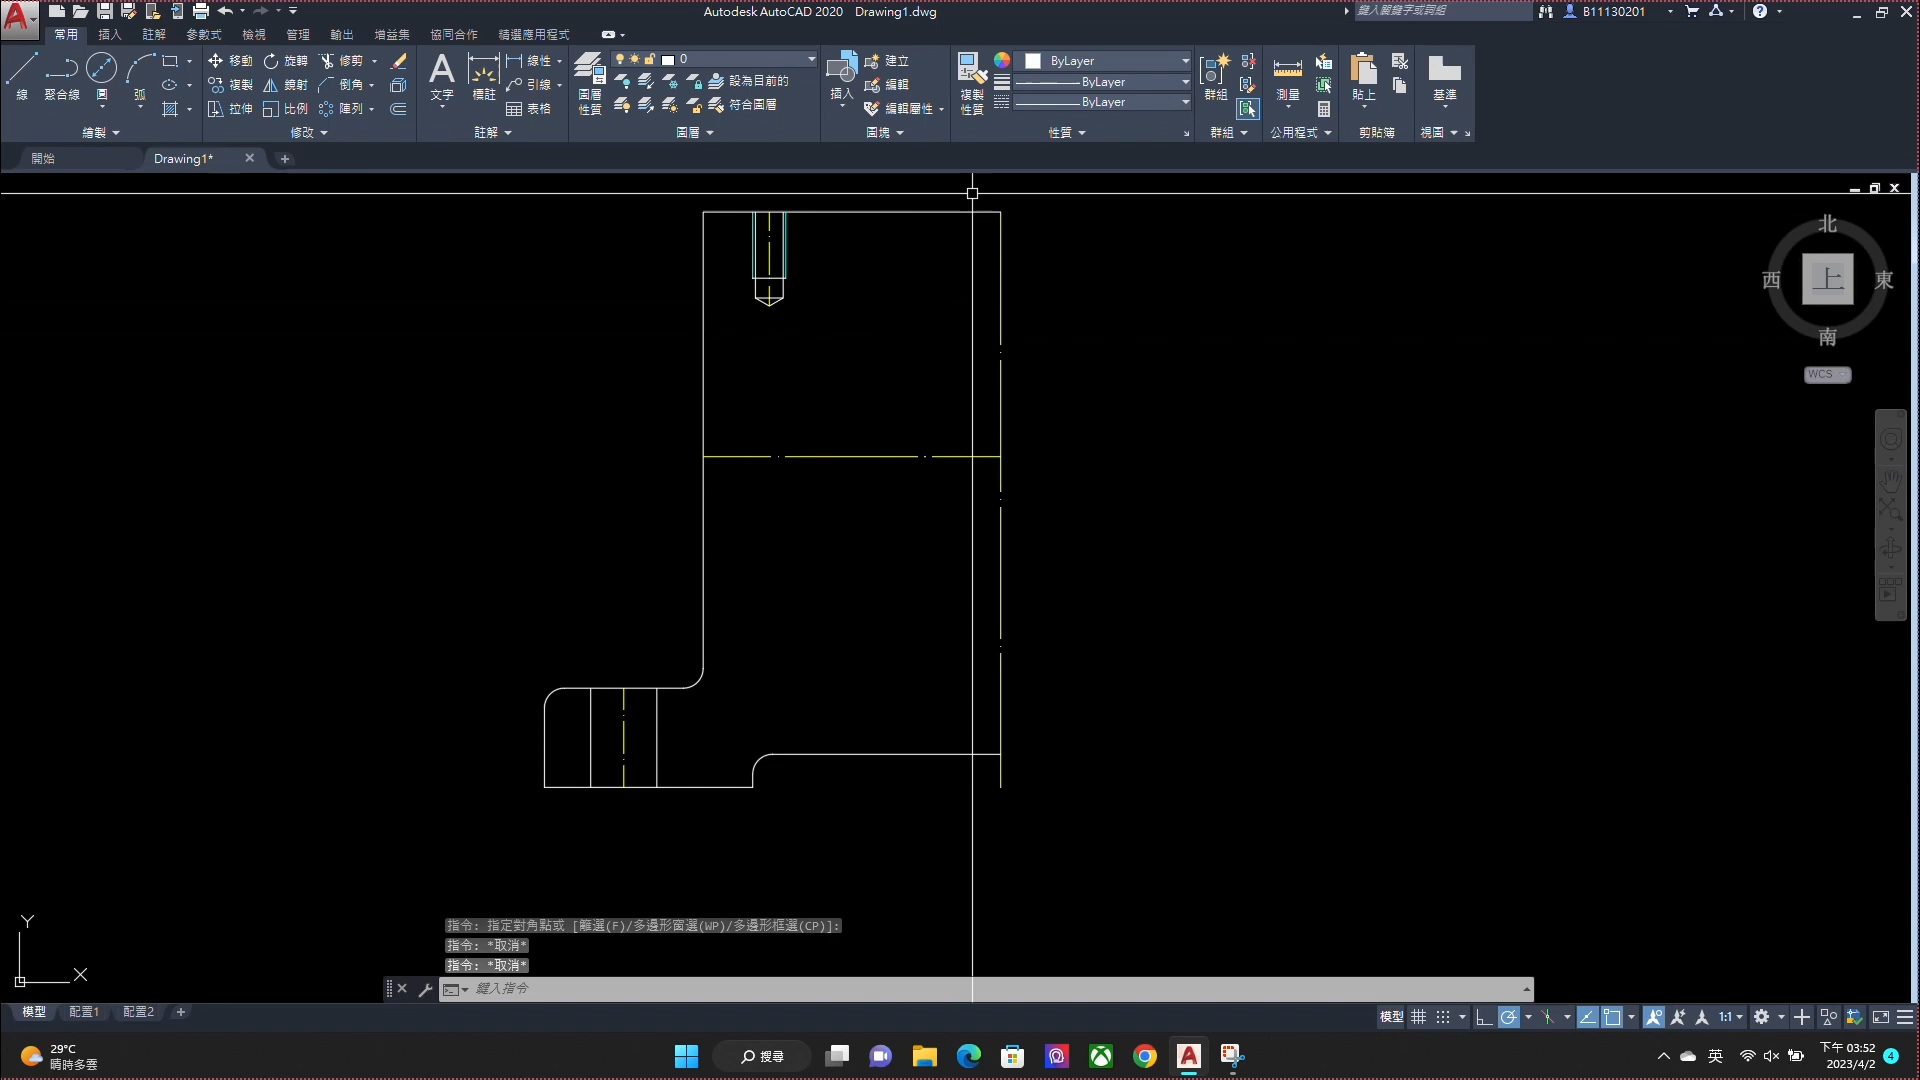 Autodesk AutoCAD 2020 Drawing1.dwg
鍵入關鍵字或詞組
B11130201
常用 插入 註解 參數式 檢視 管理 輸出 增益集 協同合作 精選應用程式
線 聚合線 圓 弧
移動 旋轉 修剪
複製 鏡射 倒角
拉伸 比例 陣列
文字 標註
線性
引線
表格
圖層
性質
0
設為目前的
符合圖層
插入
建立
編輯
編輯屬性
複製
性質
ByLayer
ByLayer
ByLayer
群組
測量
貼上
基準
繪製 修改 註解 圖層 圖塊 性質 群組 公用程式 剪貼簿 視圖
開始 Drawing1*
北
西 上 東
南
WCS
Y
X
指令: 指定對角點或 [籬選(F)/多邊形窗選(WP)/多邊形框選(CP)]:
指令: *取消*
指令: *取消*
鍵入指令
模型 配置1 配置2
模型 1:1
29°C
晴時多雲
搜尋
英
下午 03:52
2023/4/2
4